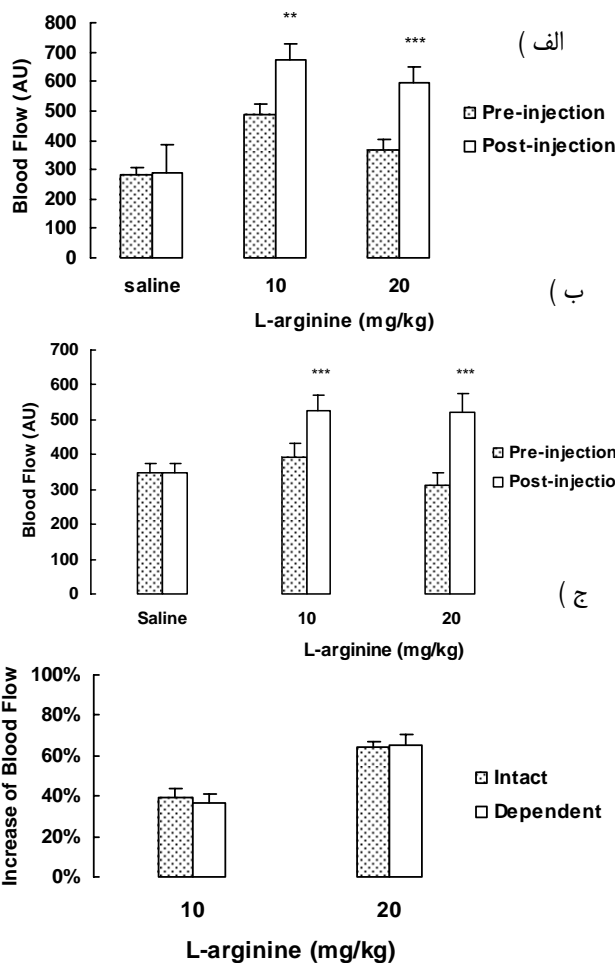 الف )
800
700
600
500
400
300
200
100
0
Blood Flow (AU)
**
***
Pre-injection
Post-injection
saline 10 20
L-arginine (mg/kg)
ب )
700
600
500
400
300
200
100
0
Blood Flow (AU)
***
***
Pre-injection
Post-injectio
Saline 10 20
L-arginine (mg/kg)
ج )
100%
80%
60%
40%
20%
0%
Increase of Blood Flow
Intact
Dependent
10 20
L-arginine (mg/kg)